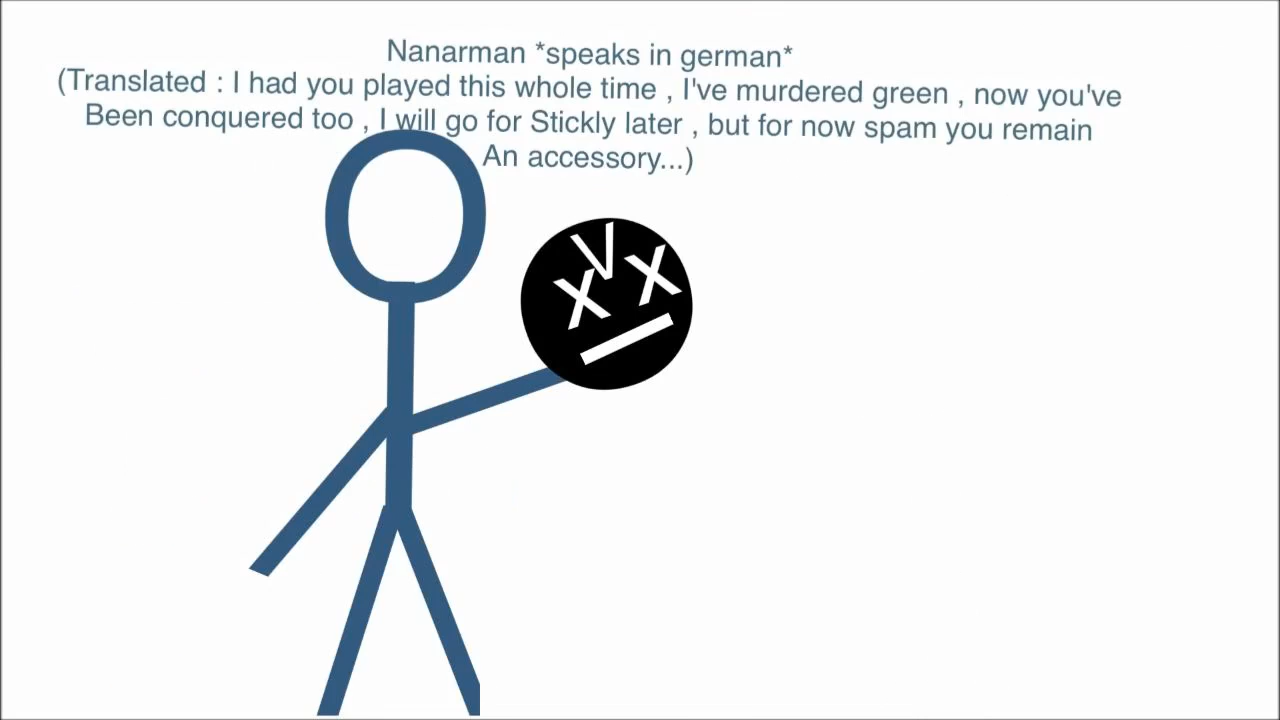 Nanarman *speaks in german*
(Translated : I had you played this whole time , I've murdered green , now you've
Been conquered too , I will go for Stickly later , but for now spam you remain
An accessory...)